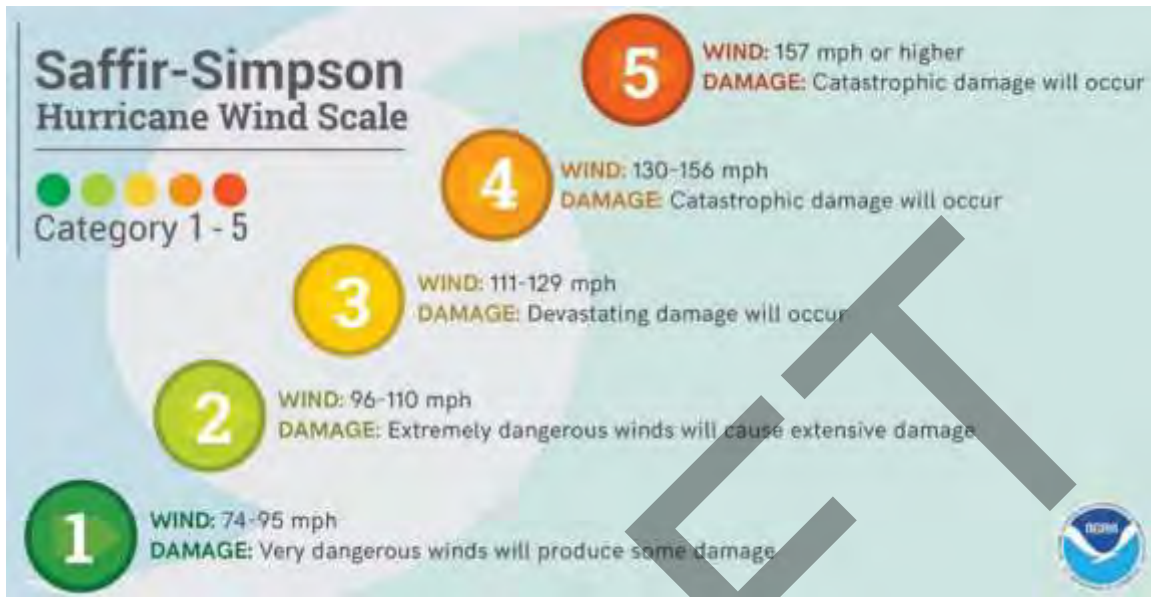 Saffir-Simpson
Hurricane Wind Scale
Category 1 - 5
5
WIND: 157 mph or higher
DAMAGE: Catastrophic damage will occur
4
WIND: 130-156 mph
DAMAGE: Catastrophic damage will occur
3
WIND: 111-129 mph
DAMAGE: Devastating damage will occur
2
WIND: 96-110 mph
DAMAGE: Extremely dangerous winds will cause extensive damage
1
WIND: 74-95 mph
DAMAGE: Very dangerous winds will produce some damage
ET